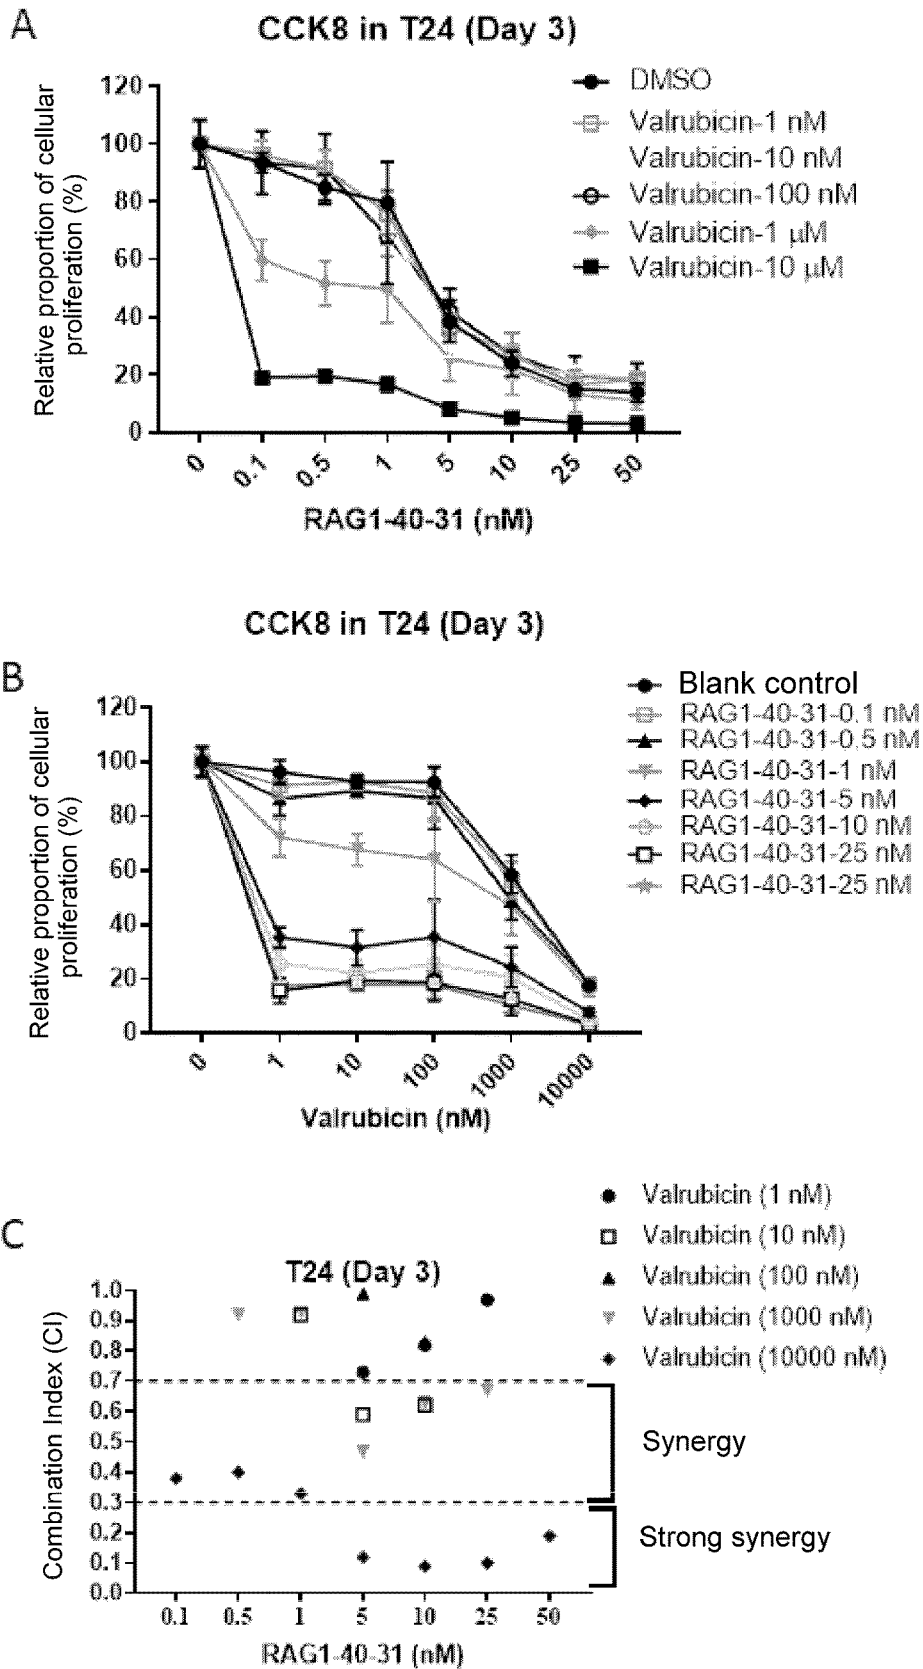 A
CCK8 in T24 (Day 3)
Relative proportion of cellular
proliferation (%)
120
100
80
60
40
20
0
0
0.1
0.5
1
5
10
25
50
RAG1-40-31 (nM)
DMSO
Valrubicin-1 nM
Valrubicin-10 nM
Valrubicin-100 nM
Valrubicin-1 μM
Valrubicin-10 μM
B
CCK8 in T24 (Day 3)
Relative proportion of cellular
proliferation (%)
120
100
80
60
40
20
0
0
1
10
100
1000
10000
Valrubicin (nM)
Blank control
RAG1-40-31-0.1 nM
RAG1-40-31-0.5 nM
RAG1-40-31-1 nM
RAG1-40-31-5 nM
RAG1-40-31-10 nM
RAG1-40-31-25 nM
RAG1-40-31-25 nM
C
T24 (Day 3)
Combination Index (CI)
1.0
0.9
0.8
0.7
0.6
0.5
0.4
0.3
0.2
0.1
0.0
0.1
0.5
1
5
10
25
50
RAG1-40-31 (nM)
Valrubicin (1 nM)
Valrubicin (10 nM)
Valrubicin (100 nM)
Valrubicin (1000 nM)
Valrubicin (10000 nM)
Synergy
Strong synergy